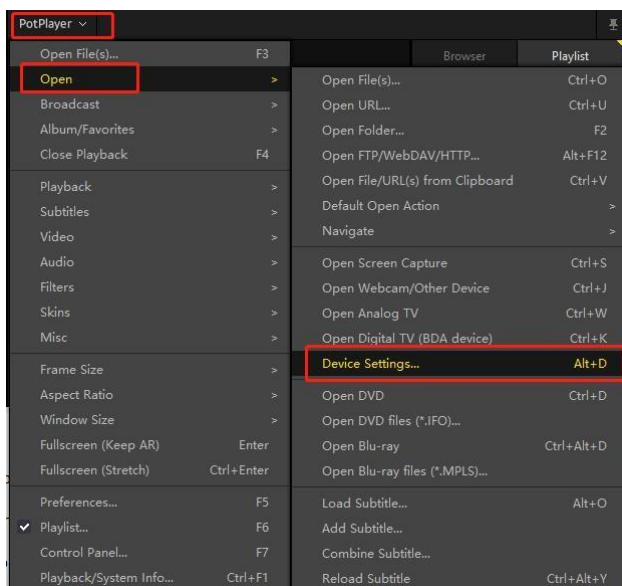 PotPlayer
Browser Playlist
Open File(s)... F3
Open >
Broadcast >
Album/Favorites >
Close Playback F4
Playback >
Subtitles >
Video >
Audio >
Filters >
Skins >
Misc >
Frame Size >
Aspect Ratio >
Window Size >
Fullscreen (Keep AR) Enter
Fullscreen (Stretch) Ctrl+Enter
Preferences... F5
Playlist... F6
Control Panel... F7
Playback/System Info... Ctrl+F1
Open File(s)... Ctrl+O
Open URL... Ctrl+U
Open Folder... F2
Open FTP/WebDAV/HTTP... Alt+F12
Open File/URL(s) from Clipboard Ctrl+V
Default Open Action >
Navigate >
Open Screen Capture Ctrl+S
Open Webcam/Other Device Ctrl+J
Open Analog TV Ctrl+W
Open Digital TV (BDA device) Ctrl+K
Device Settings... Alt+D
Open DVD Ctrl+D
Open DVD files (*.IFO)...
Open Blu-ray Ctrl+Alt+D
Open Blu-ray files (*.MPLS)...
Load Subtitle... Alt+O
Add Subtitle...
Combine Subtitle...
Reload Subtitle Ctrl+Alt+Y